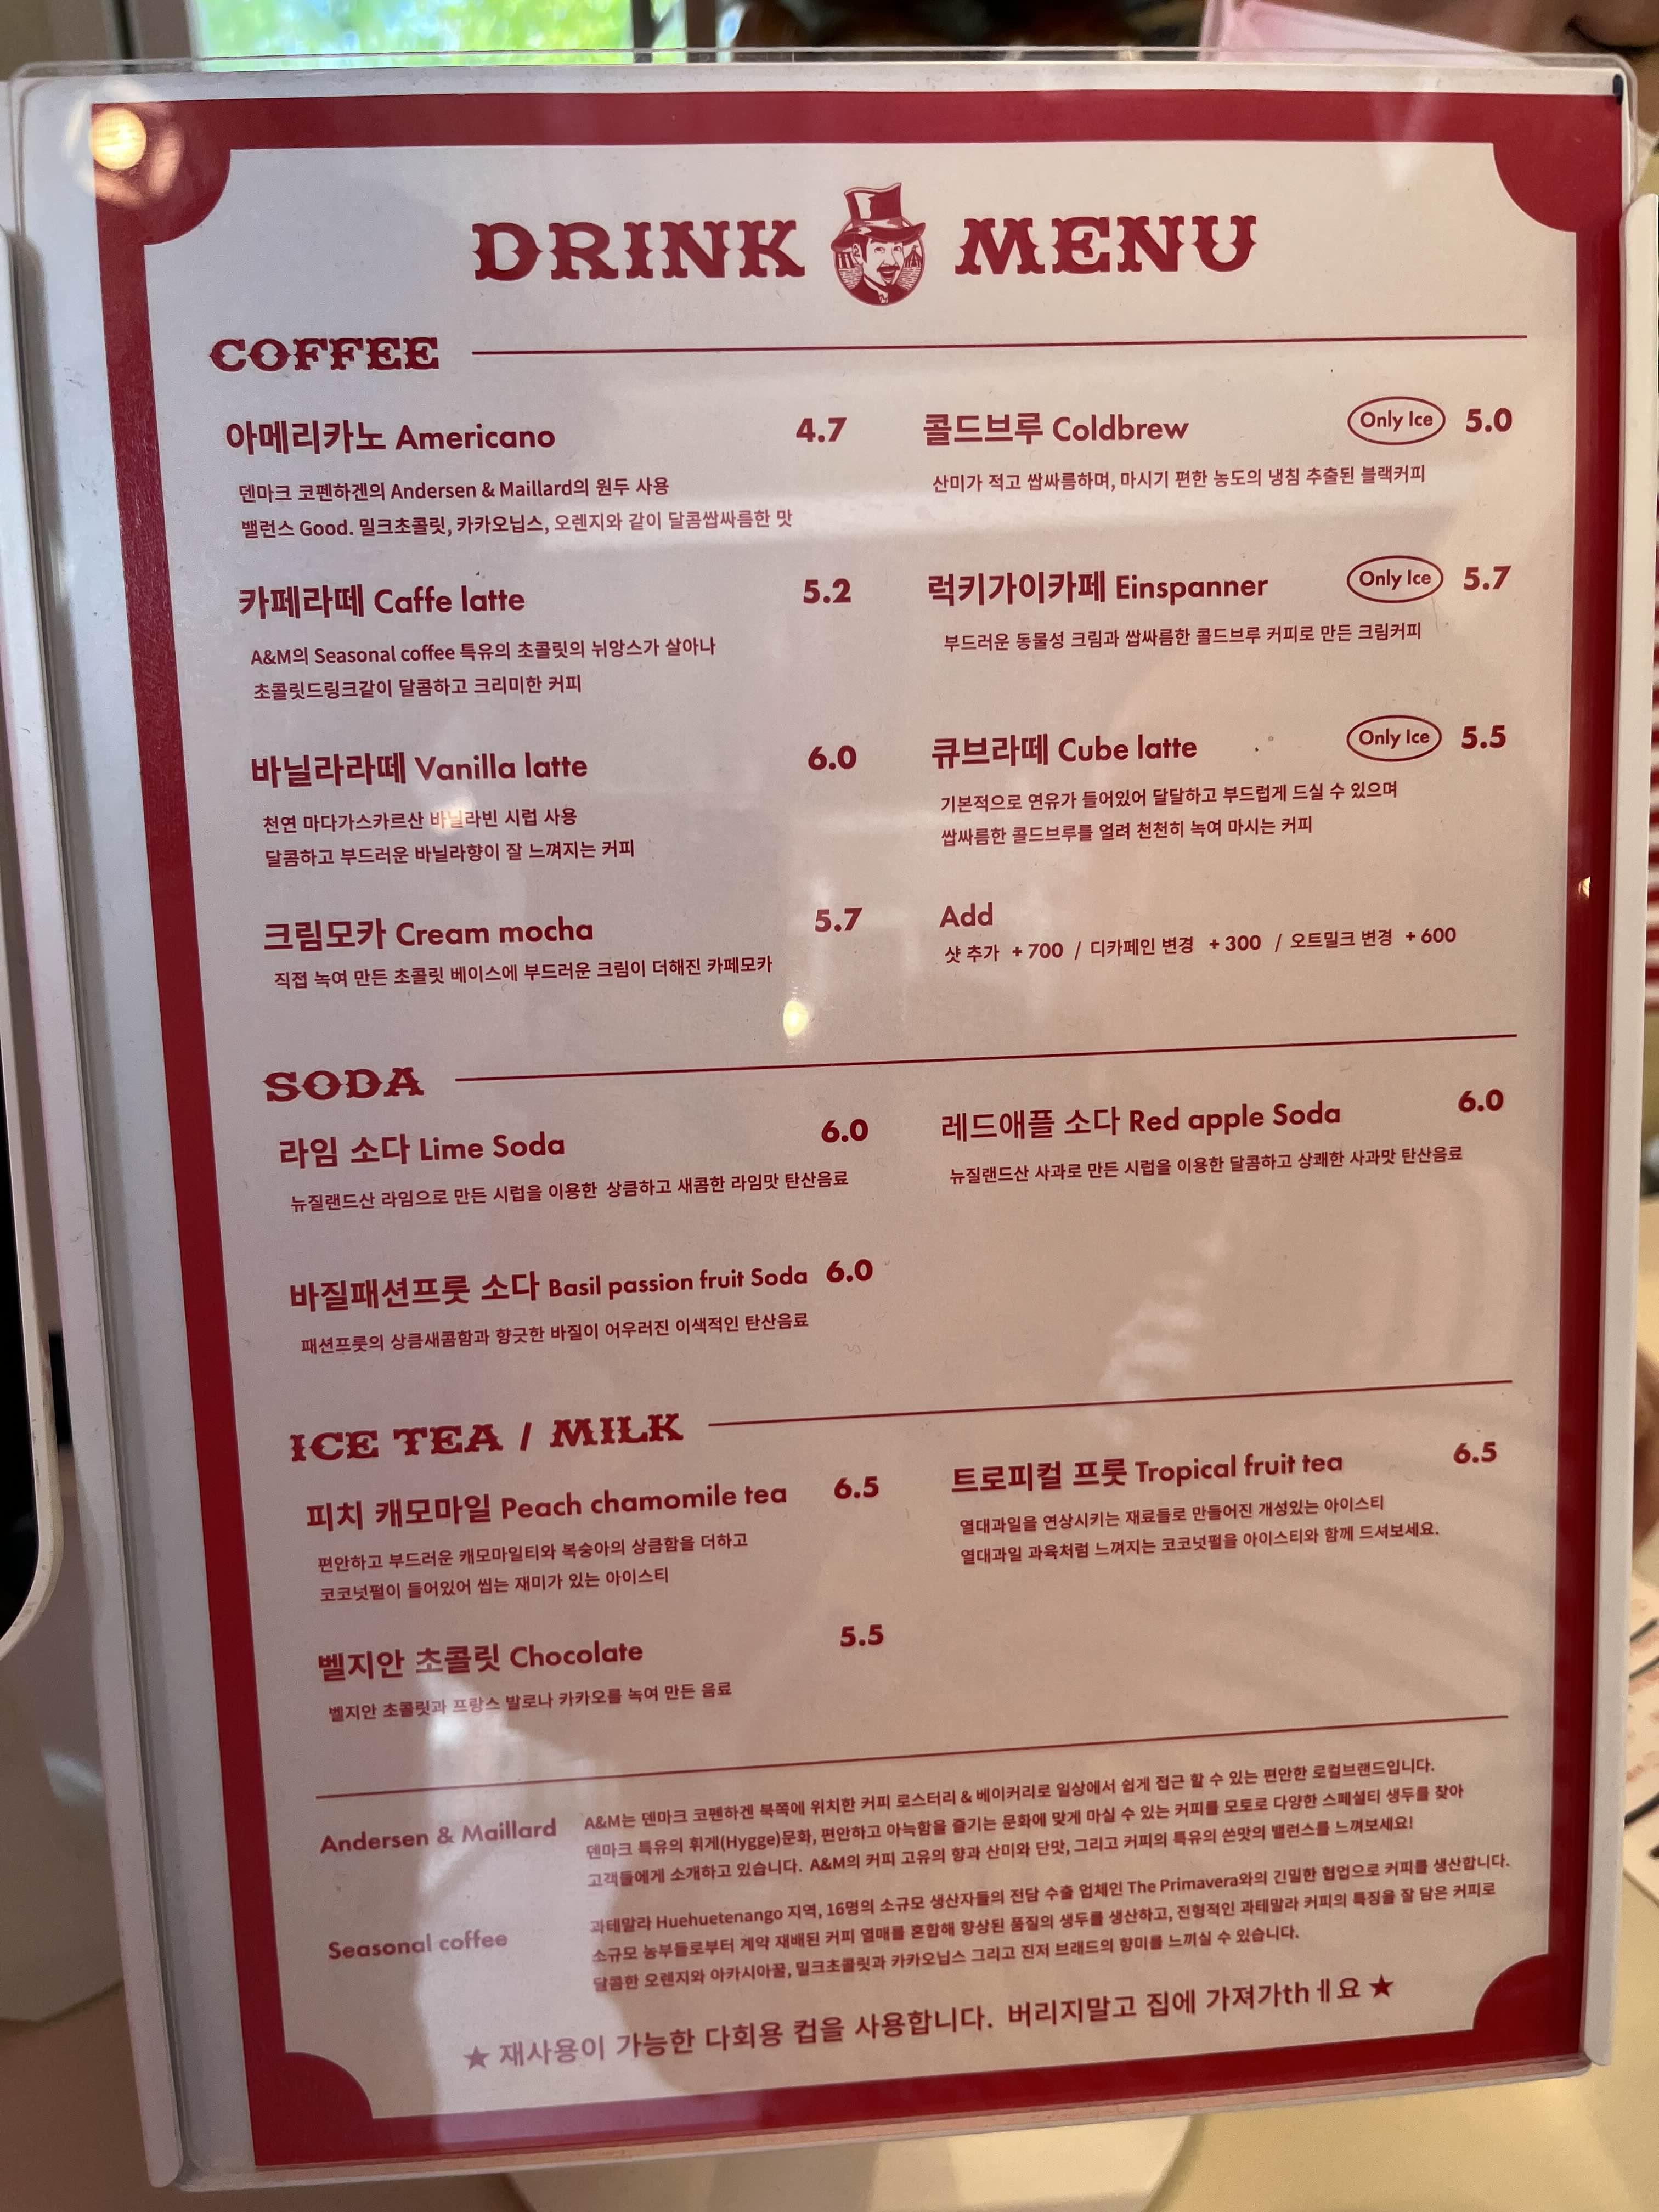 DRINK MENU
COFFEE
아메리카노 Americano 4.7
덴마크 코펜하겐의 Andersen & Maillard의 원두 사용
밸런스 Good. 밀크초콜릿, 카카오닙스, 오렌지와 같이 달콤쌉싸름한 맛
카페라떼 Caffe latte 5.2
A&M의 Seasonal coffee 특유의 초콜릿의 뉘앙스가 살아나
초콜릿드링크같이 달콤하고 크리미한 커피
바닐라라떼 Vanilla latte 6.0
천연 마다가스카르산 바닐라빈 시럽 사용
달콤하고 부드러운 바닐라향이 잘 느껴지는 커피
크림모카 Cream mocha 5.7
직접 녹여 만든 초콜릿 베이스에 부드러운 크림이 더해진 카페모카
콜드브루 Coldbrew Only Ice 5.0
산미가 적고 쌉싸름하며, 마시기 편한 농도의 냉침 추출된 블랙커피
럭키가이카페 Einspanner Only Ice 5.7
부드러운 동물성 크림과 쌉싸름한 콜드브루 커피로 만든 크림커피
큐브라떼 Cube latte Only Ice 5.5
기본적으로 연유가 들어있어 달달하고 부드럽게 드실 수 있으며
쌉싸름한 콜드브루를 얼려 천천히 녹여 마시는 커피
Add
샷 추가 +700 / 디카페인 변경 +300 / 오트밀크 변경 +600
SODA
라임 소다 Lime Soda 6.0
뉴질랜드산 라임으로 만든 시럽을 이용한 상큼하고 새콤한 라임맛 탄산음료
바질패션프룻 소다 Basil passion fruit Soda 6.0
패션프룻의 상큼새콤함과 향긋한 바질이 어우러진 이색적인 탄산음료
레드애플 소다 Red apple Soda 6.0
뉴질랜드산 사과로 만든 시럽을 이용한 달콤하고 상쾌한 사과맛 탄산음료
ICE TEA / MILK
피치 캐모마일 Peach chamomile tea 6.5
편안하고 부드러운 캐모마일티와 복숭아의 상큼함을 더하고
코코넛펄이 들어있어 씹는 재미가 있는 아이스티
벨지안 초콜릿 Chocolate 5.5
벨지안 초콜릿과 프랑스 발로나 카카오를 녹여 만든 음료
트로피컬 프룻 Tropical fruit tea 6.5
열대과일을 연상시키는 재료들로 만들어진 개성있는 아이스티
열대과일 과육처럼 느껴지는 코코넛펄을 아이스티와 함께 드셔보세요.
Andersen & Maillard
A&M는 덴마크 코펜하겐 북쪽에 위치한 커피 로스터리 & 베이커리로 일상에서 쉽게 접근 할 수 있는 편안한 로컬브랜드입니다.
덴마크 특유의 휘게(Hygge)문화, 편안하고 아늑함을 즐기는 문화에 맞게 마실 수 있는 커피를 모토로 다양한 스페셜티 생두를 찾아
고객들에게 소개하고 있습니다. A&M의 커피 고유의 향과 산미와 단맛, 그리고 커피의 특유의 쓴맛의 밸런스를 느껴보세요!
Seasonal coffee
과테말라 Huehuetenango 지역, 16명의 소규모 생산자들의 전담 수출 업체인 The Primavera와의 긴밀한 협업으로 커피를 생산합니다.
소규모 농부들로부터 계약 재배된 커피 열매를 혼합해 향상된 품질의 생두를 생산하고, 전형적인 과테말라 커피의 특징을 잘 담은 커피로
달콤한 오렌지와 아카시아꿀, 밀크초콜릿과 카카오닙스 그리고 진저 브래드의 향미를 느끼실 수 있습니다.
★ 재사용이 가능한 다회용 컵을 사용합니다. 버리지말고 집에 가져가thㅔ요 ★